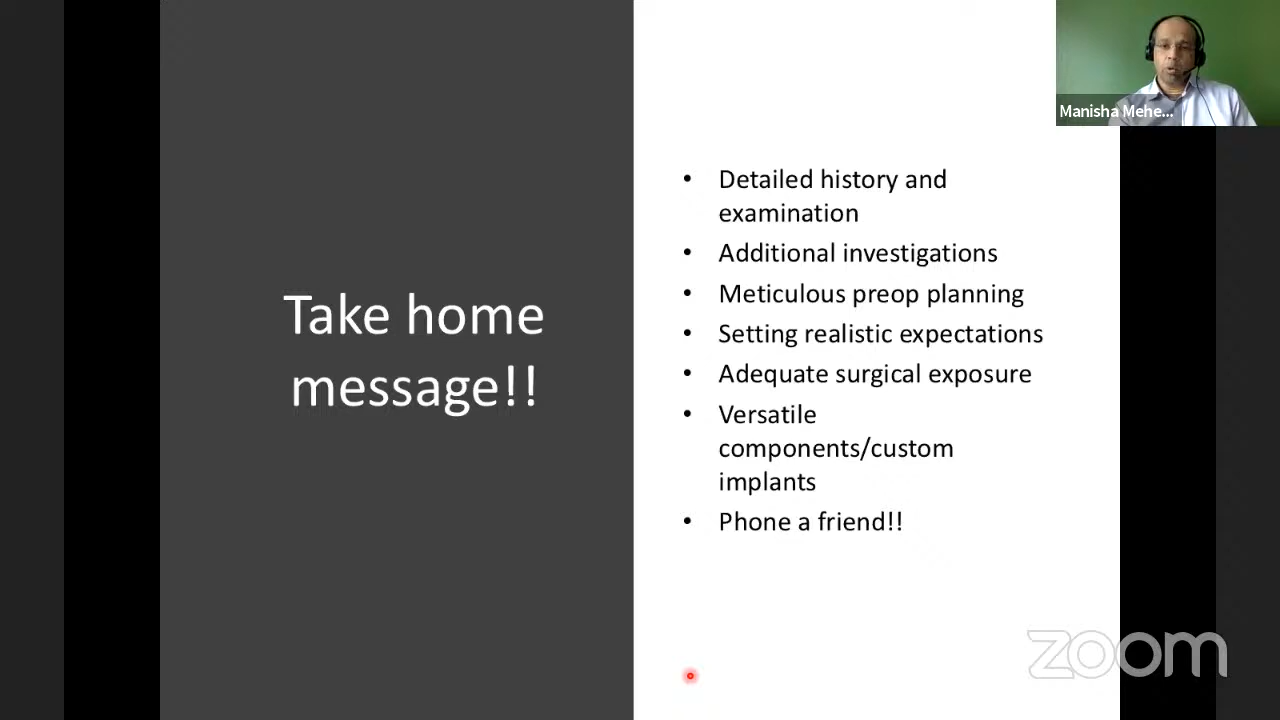 Take home
message!!
• Detailed history and
examination
• Additional investigations
• Meticulous preop planning
• Setting realistic expectations
• Adequate surgical exposure
• Versatile
components/custom
implants
• Phone a friend!!
Manisha Mehe...
zoom